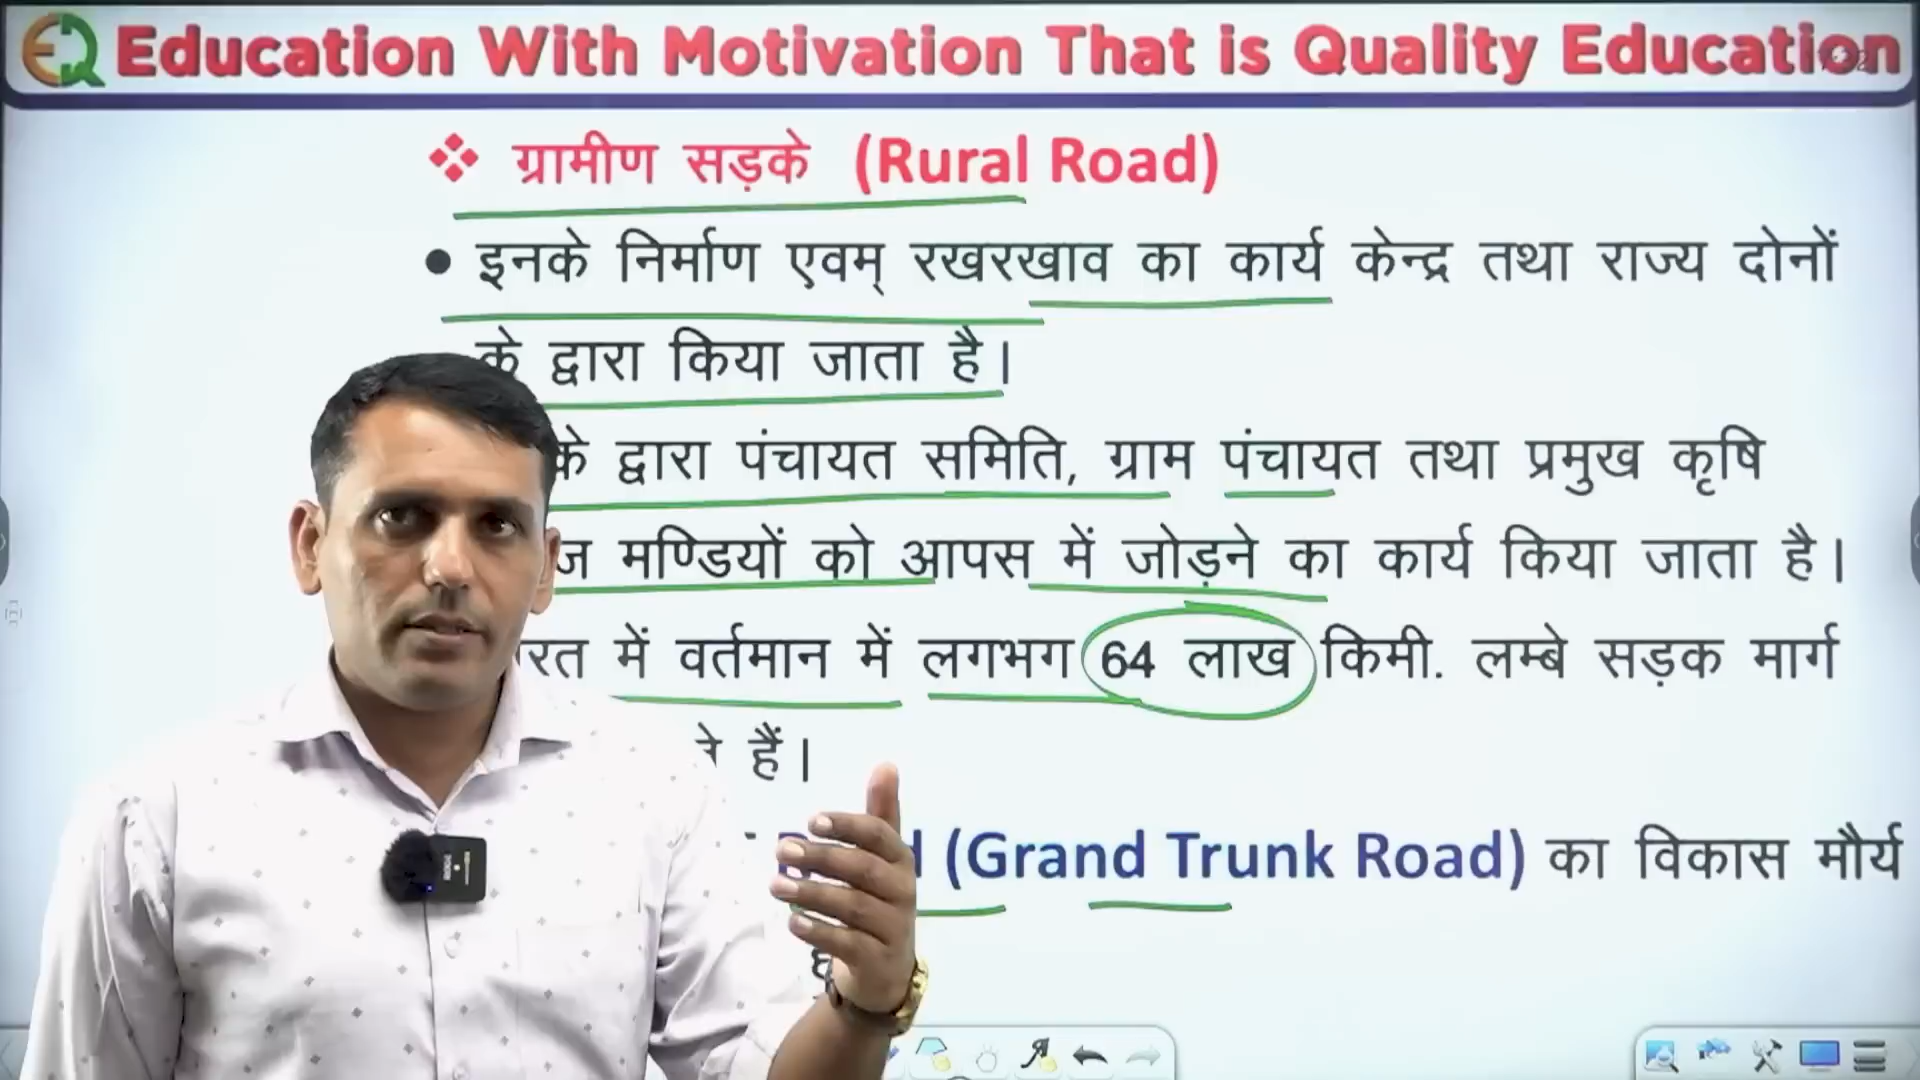 EQ Education With Motivation That is Quality Education
❖ ग्रामीण सड़के (Rural Road)
• इनके निर्माण एवम् रखरखाव का कार्य केन्द्र तथा राज्य दोनों
के द्वारा किया जाता है।
के द्वारा पंचायत समिति, ग्राम पंचायत तथा प्रमुख कृषि
मण्डियों को आपस में जोड़ने का कार्य किया जाता है।
में वर्तमान में लगभग 64 लाख किमी. लम्बे सड़क मार्ग
हैं।
(Grand Trunk Road) का विकास मौर्य